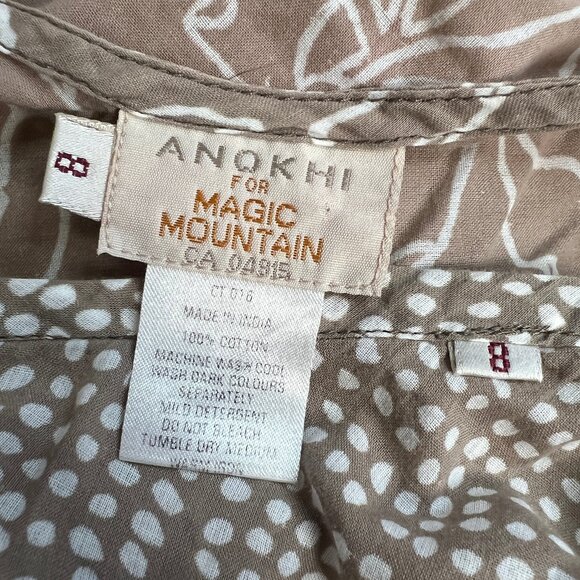 8
ANOKHI
FOR
MAGIC
MOUNTAIN
CA 04815
CT 616
MADE IN INDIA
100% COTTON
MACHINE WASH COOL
WASH DARK COLOURS
SEPARATELY
MILD DETERGENT
DO NOT BLEACH
TUMBLE DRY MEDIUM
8